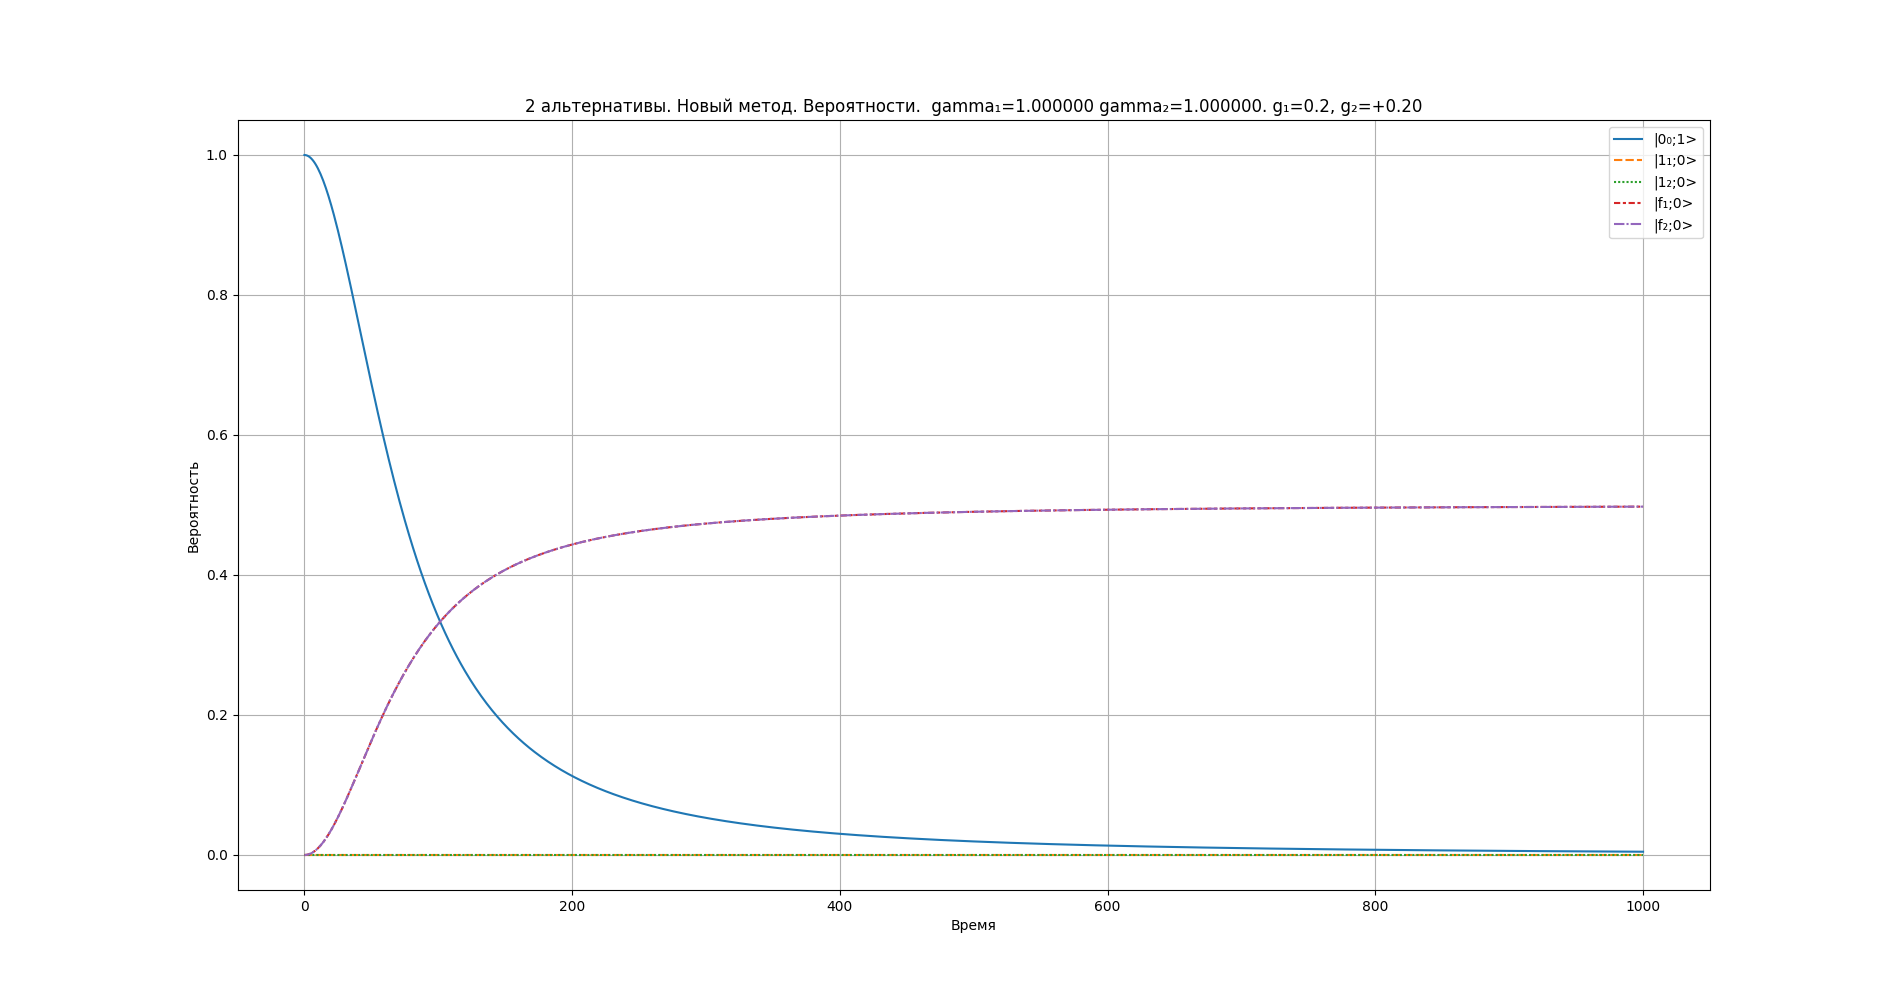 2 альтернативы. Новый метод. Вероятности.  gamma₁=1.000000 gamma₂=1.000000. g₁=0.2, g₂=+0.20
|0₀;1>
|1₁;0>
|1₂;0>
|f₁;0>
|f₂;0>
Вероятность
1.0
0.8
0.6
0.4
0.2
0.0
0 200 400 600 800 1000
Время